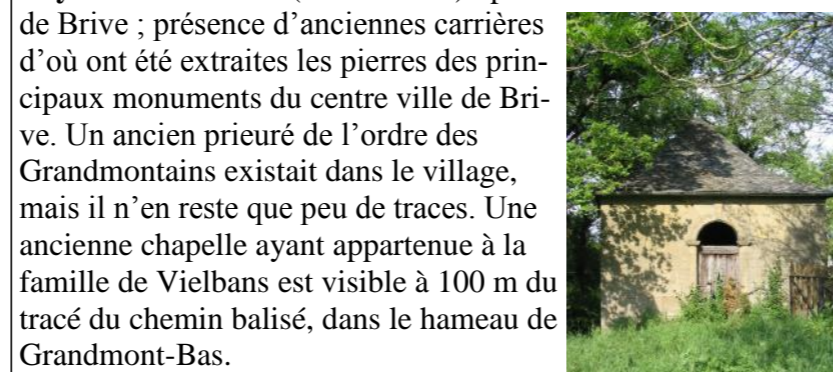 de Brive ; présence d’anciennes carrières
d’où ont été extraites les pierres des prin-
cipaux monuments du centre ville de Bri-
ve. Un ancien prieuré de l’ordre des
Grandmontains existait dans le village,
mais il n’en reste que peu de traces. Une
ancienne chapelle ayant appartenue à la
famille de Vielbans est visible à 100 m du
tracé du chemin balisé, dans le hameau de
Grandmont-Bas.